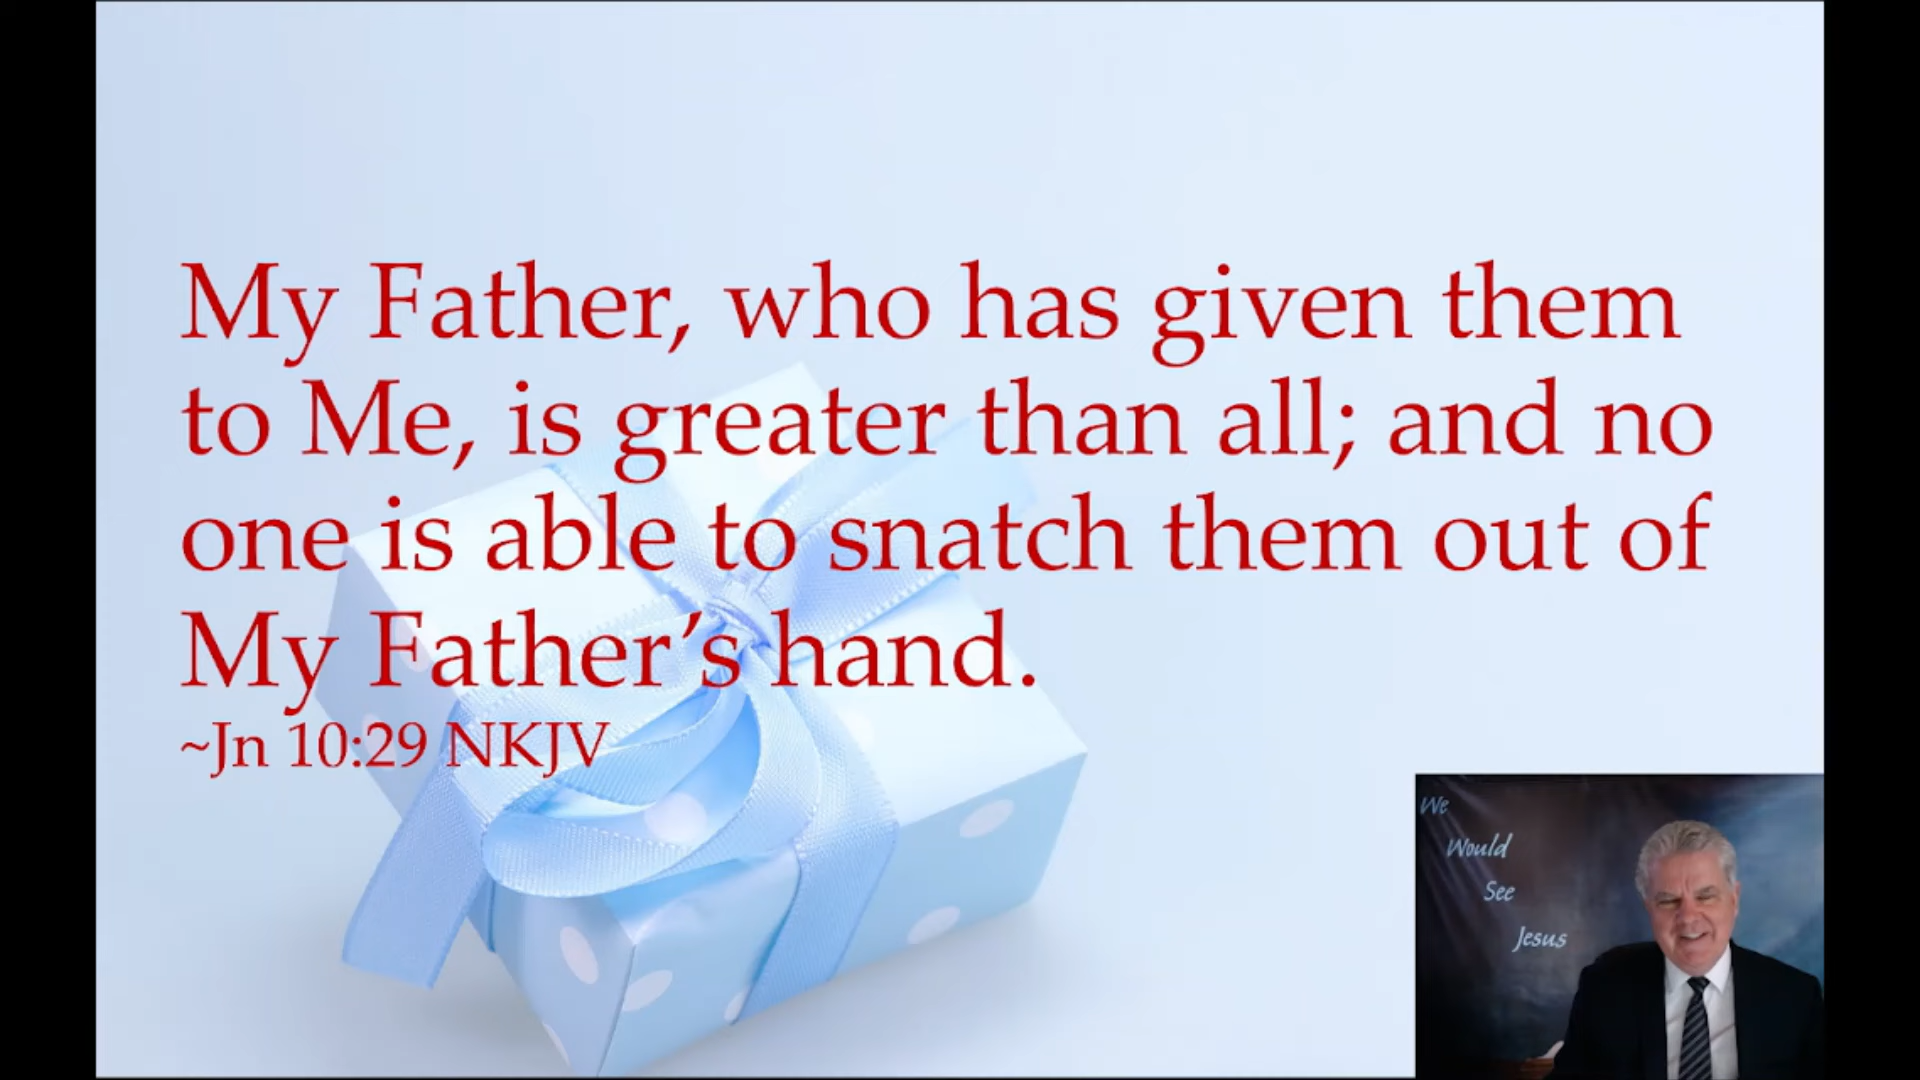 My Father, who has given them
to Me, is greater than all; and no
one is able to snatch them out of
My Father’s hand.
~Jn 10:29 NKJV
We
Would
See
Jesus